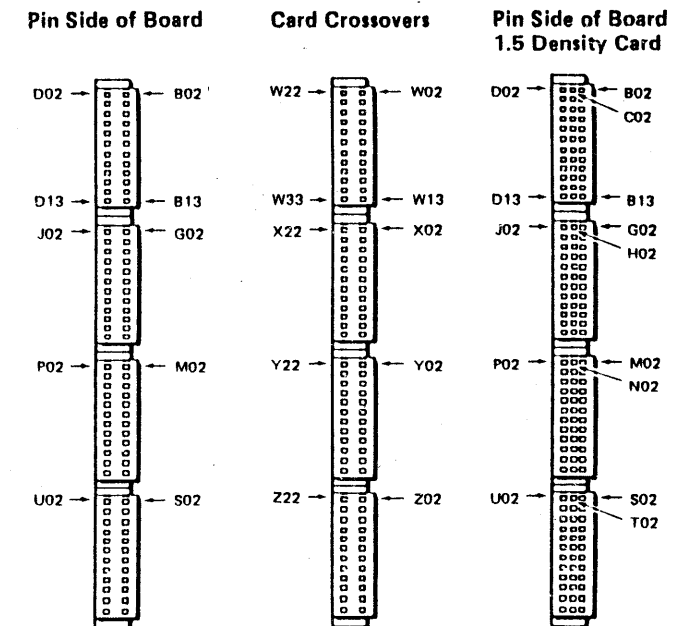 Pin Side of Board
Card Crossovers
Pin Side of Board
1.5 Density Card
D02
B02
D13
B13
J02
G02
P02
M02
U02
S02
W22
W02
W33
W13
X22
X02
Y22
Y02
Z22
Z02
D02
B02
C02
D13
B13
J02
G02
H02
P02
M02
N02
U02
S02
T02